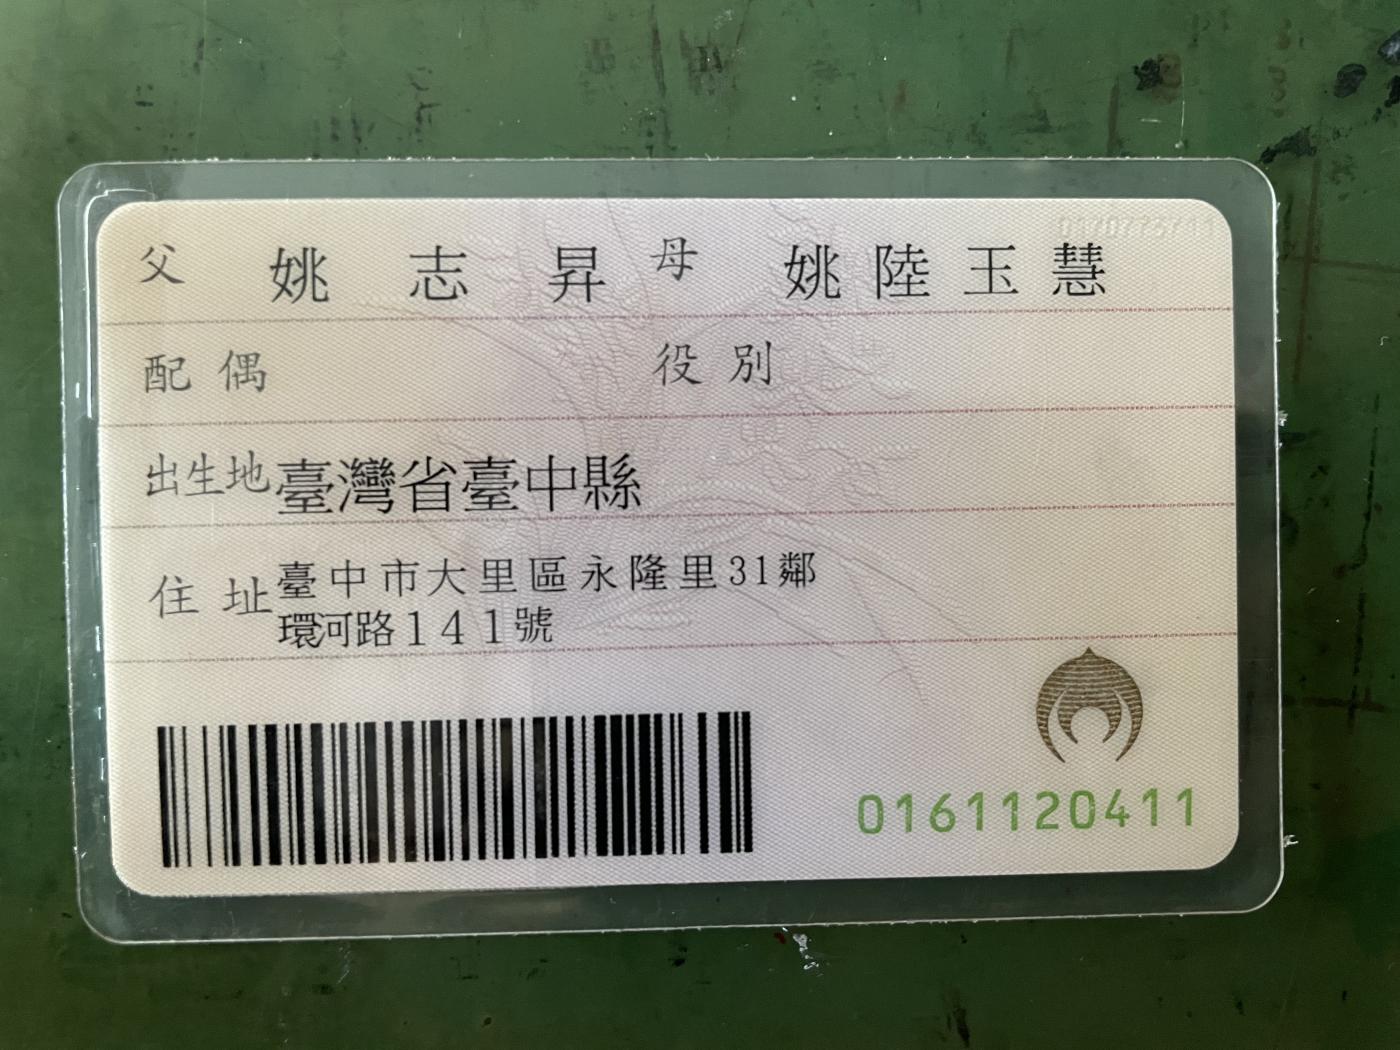 父 姚志昇 母 姚陸玉慧
配偶 役別
出生地 臺灣省臺中縣
住址 臺中市大里區永隆里31鄰
環河路141號
0161120411